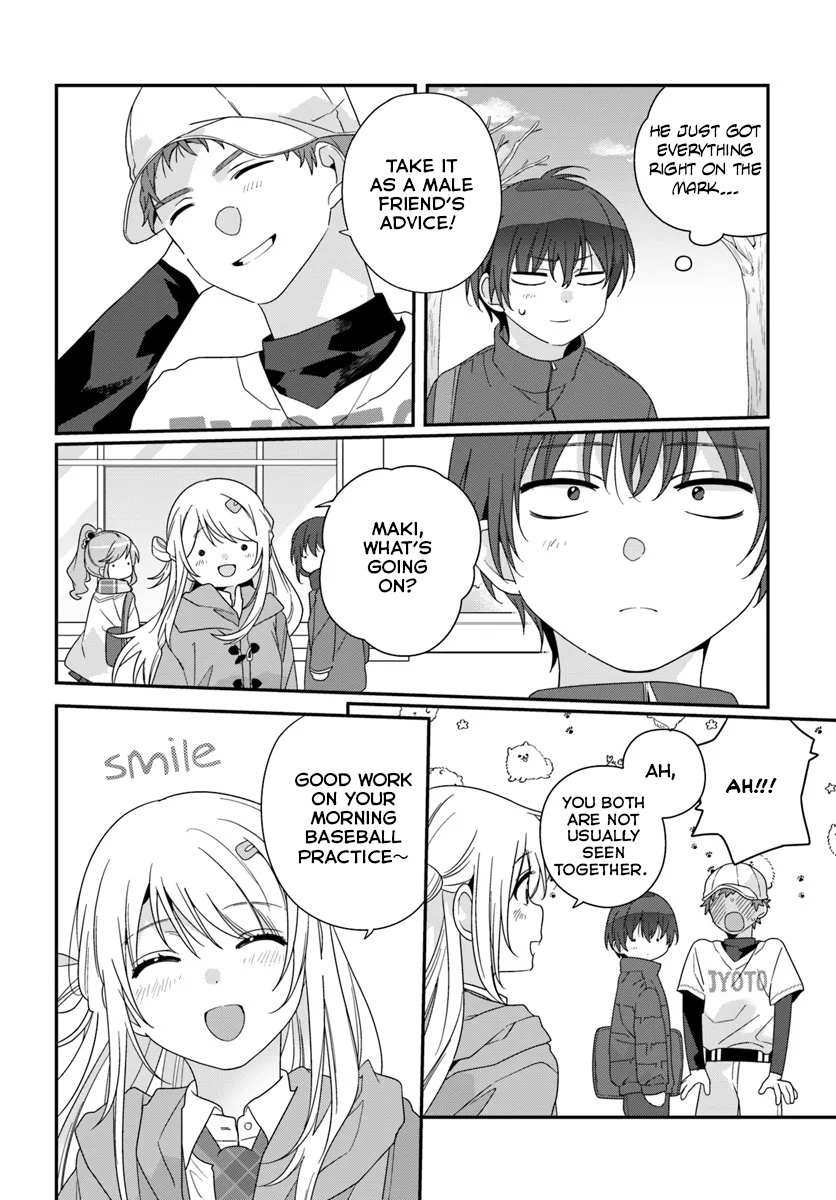 HE JUST GOT
EVERYTHING
RIGHT ON THE
MARK...
TAKE IT
AS A MALE
FRIEND'S
ADVICE!
MAKI,
WHAT'S
GOING
ON?
AH!!!
AH,
YOU BOTH
ARE NOT
USUALLY
SEEN
TOGETHER.
JYOTO
GOOD WORK
ON YOUR
MORNING
BASEBALL
PRACTICE~
smile